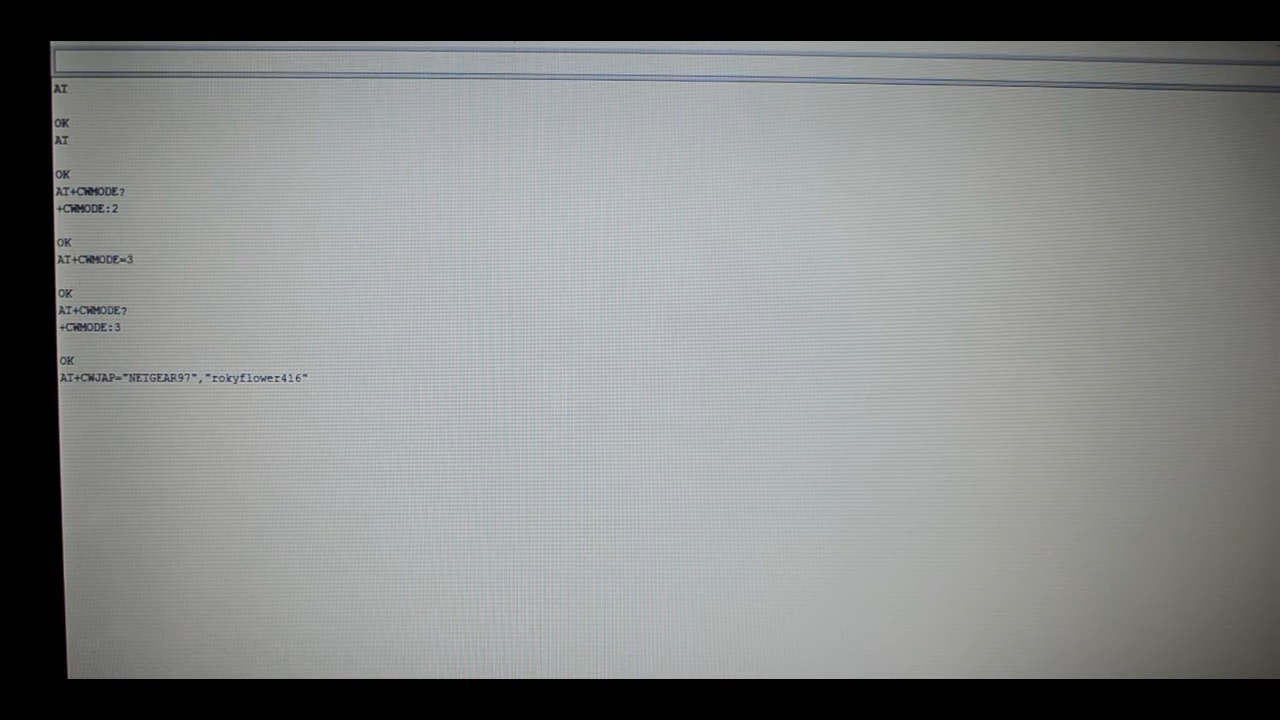 AT
OK
AT
OK
AT+CWMODE?
+CWMODE:2
OK
AT+CWMODE=3
OK
AT+CWMODE?
+CWMODE:3
OK
AT+CWJAP="NETGEAR97","rokyflower416"